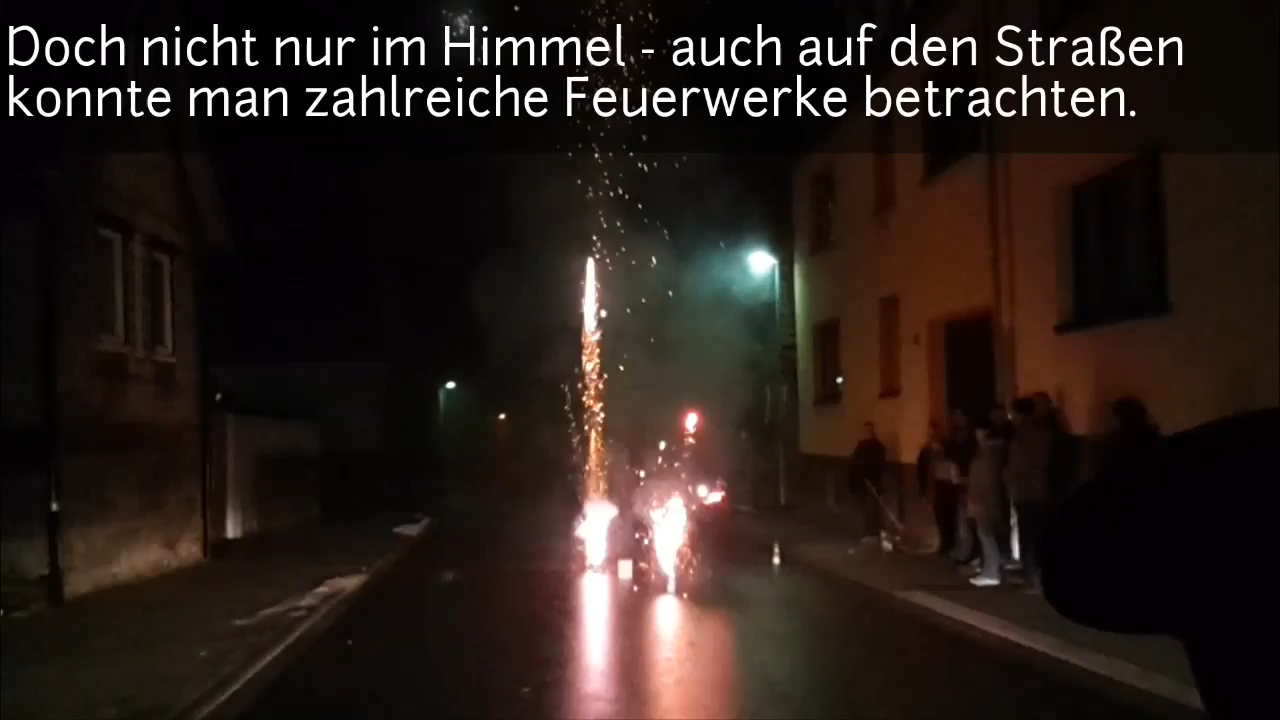 Doch nicht nur im Himmel - auch auf den Straßen
konnte man zahlreiche Feuerwerke betrachten.